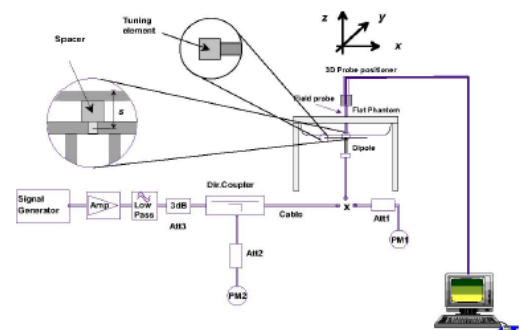 Tuning
element
z
y
x
Spacer
3D Probe positioner
Field probe
Flat Phantom
s
Dipole
Signal
Generator
Amp
Low
Pass
3dB
Att3
Dir.Coupler
Cable
x
Att1
PM1
Att2
PM2